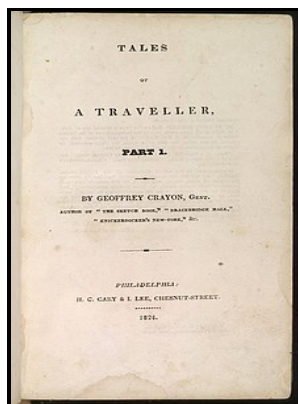 TALES
OF
A TRAVELLER,
PART 1.
BY GEOFFREY CRAYON, Gent.
AUTHOR OF "THE SKETCH BOOK," "BRACEBRIDGE HALL,"
"KNICKERBOCKER'S NEW-YORK," &c.
PHILADELPHIA:
H. C. CAREY & I. LEA, CHESNUT-STREET.
1824.